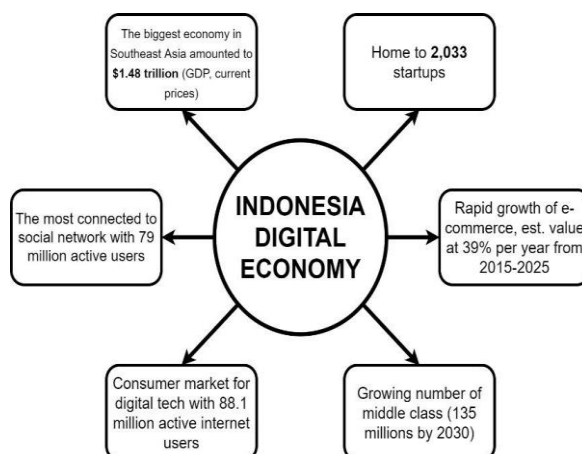 The biggest economy in
Southeast Asia amounted to
$1.48 trillion (GDP, current
prices)
Home to 2,033
startups
The most connected to
social network with 79
million active users
INDONESIA
DIGITAL
ECONOMY
Rapid growth of e-
commerce, est. value
at 39% per year from
2015-2025
Consumer market for
digital tech with 88.1
million active internet
users
Growing number of
middle class (135
millions by 2030)